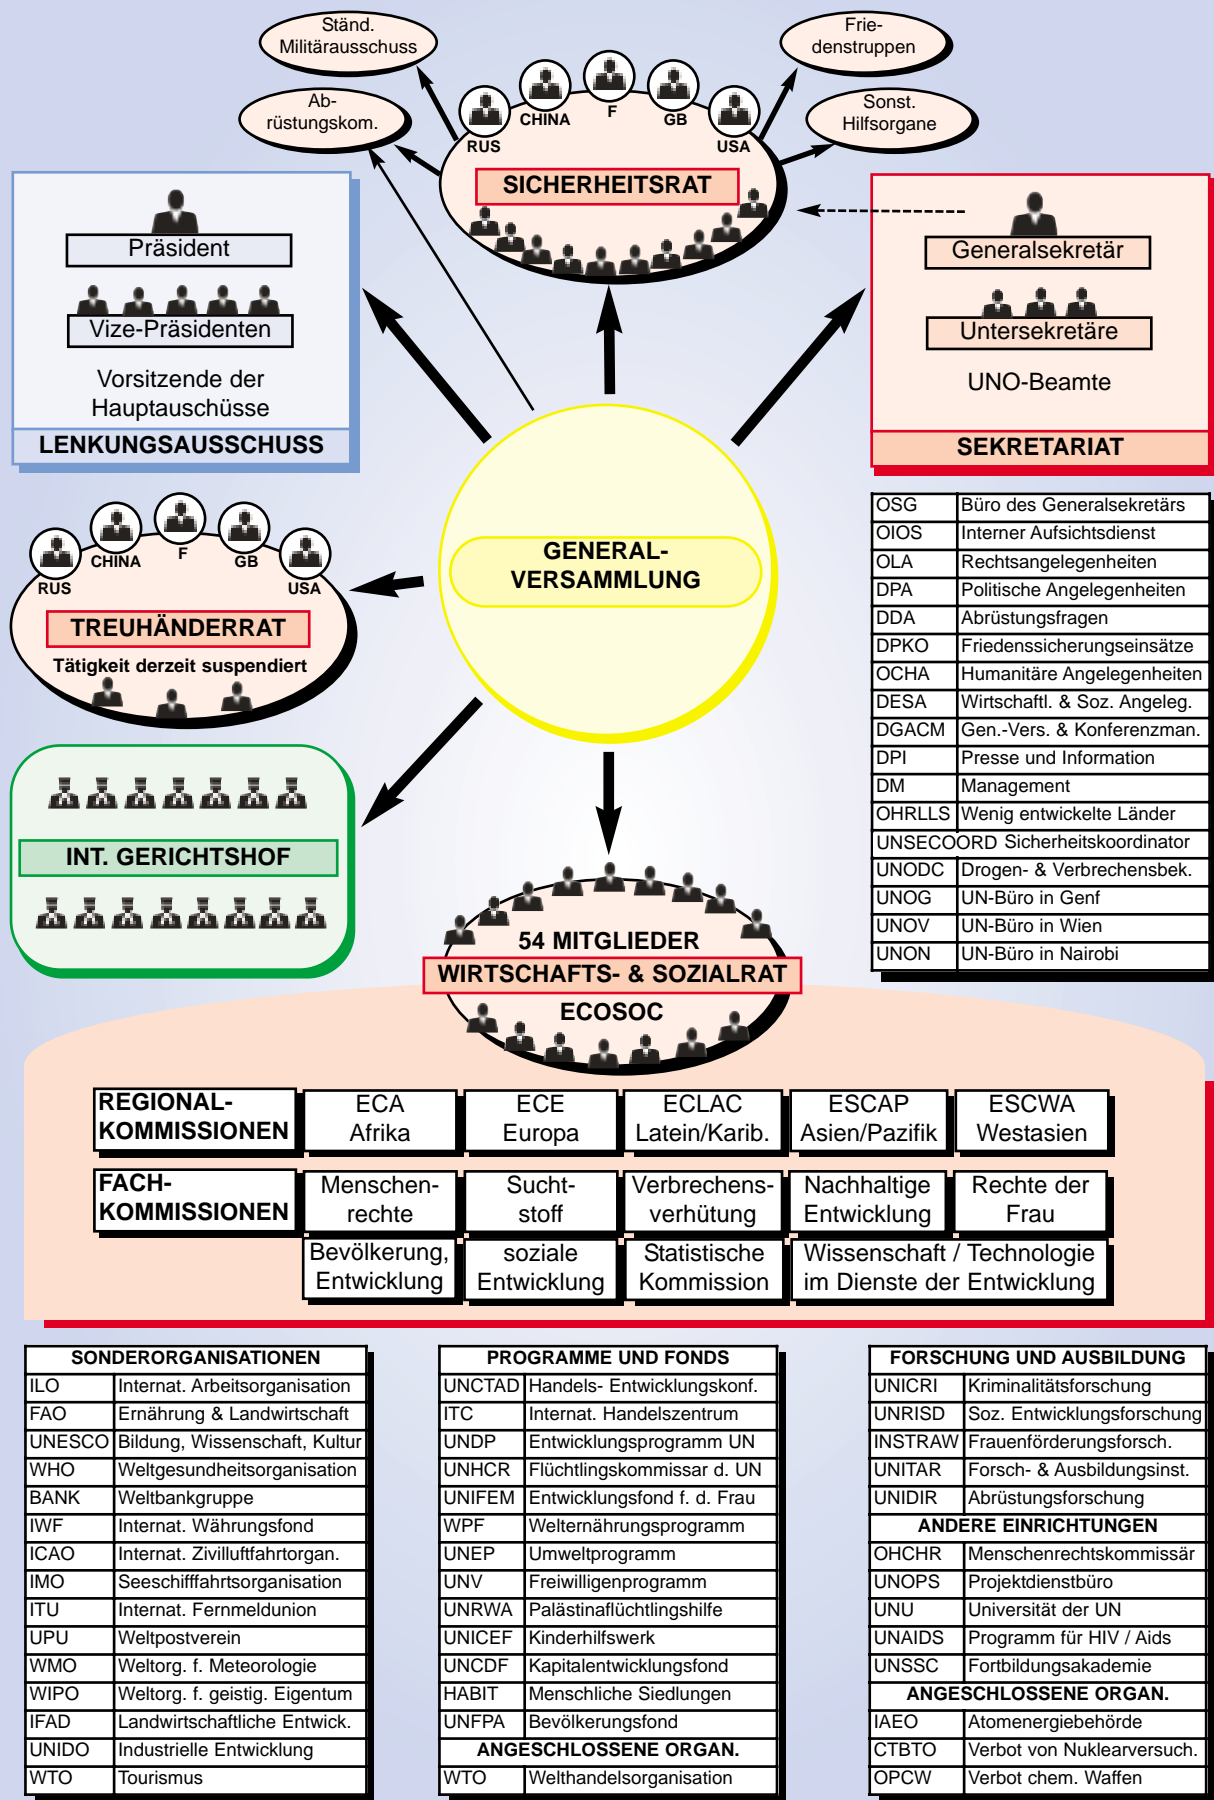 Ständ.
Militärausschuss
Frie-
denstruppen
Ab-
rüstungskom.
Sonst.
Hilfsorgane
RUS
CHINA
F
GB
USA
SICHERHEITSRAT
Präsident
Vize-Präsidenten
Vorsitzende der
Hauptauschüsse
LENKUNGSAUSSCHUSS
Generalsekretär
Untersekretäre
UNO-Beamte
SEKRETARIAT
RUS
CHINA
F
GB
USA
TREUHÄNDERRAT
Tätigkeit derzeit suspendiert
GENERAL-
VERSAMMLUNG
OSG Büro des Generalsekretärs
OIOS Interner Aufsichtsdienst
OLA Rechtsangelegenheiten
DPA Politische Angelegenheiten
DDA Abrüstungsfragen
DPKO Friedenssicherungseinsätze
OCHA Humanitäre Angelegenheiten
DESA Wirtschaftl. & Soz. Angeleg.
DGACM Gen.-Vers. & Konferenzman.
DPI Presse und Information
DM Management
OHRLLS Wenig entwickelte Länder
UNSECOORD Sicherheitskoordinator
UNODC Drogen- & Verbrechensbek.
UNOG UN-Büro in Genf
UNOV UN-Büro in Wien
UNON UN-Büro in Nairobi
INT. GERICHTSHOF
54 MITGLIEDER
WIRTSCHAFTS- & SOZIALRAT
ECOSOC
REGIONAL-
KOMMISSIONEN
ECA
Afrika
ECE
Europa
ECLAC
Latein/Karib.
ESCAP
Asien/Pazifik
ESCWA
Westasien
FACH-
KOMMISSIONEN
Menschen-
rechte
Sucht-
stoff
Verbrechens-
verhütung
Nachhaltige
Entwicklung
Rechte der
Frau
Bevölkerung,
Entwicklung
soziale
Entwicklung
Statistische
Kommission
Wissenschaft / Technologie
im Dienste der Entwicklung
SONDERORGANISATIONEN
ILO Internat. Arbeitsorganisation
FAO Ernährung & Landwirtschaft
UNESCO Bildung, Wissenschaft, Kultur
WHO Weltgesundheitsorganisation
BANK Weltbankgruppe
IWF Internat. Währungsfond
ICAO Internat. Zivilluftfahrtorgan.
IMO Seeschifffahrtsorganisation
ITU Internat. Fernmeldunion
UPU Weltpostverein
WMO Weltorg. f. Meteorologie
WIPO Weltorg. f. geistig. Eigentum
IFAD Landwirtschaftliche Entwick.
UNIDO Industrielle Entwicklung
WTO Tourismus
PROGRAMME UND FONDS
UNCTAD Handels- Entwicklungskonf.
ITC Internat. Handelszentrum
UNDP Entwicklungsprogramm UN
UNHCR Flüchtlingskommissar d. UN
UNIFEM Entwicklungsfond f. d. Frau
WPF Welternährungsprogramm
UNEP Umweltprogramm
UNV Freiwilligenprogramm
UNRWA Palästinaflüchtlingshilfe
UNICEF Kinderhilfswerk
UNCDF Kapitalentwicklungsfond
HABIT Menschliche Siedlungen
UNFPA Bevölkerungsfond
ANGESCHLOSSENE ORGAN.
WTO Welthandelsorganisation
FORSCHUNG UND AUSBILDUNG
UNICRI Kriminalitätsforschung
UNRISD Soz. Entwicklungsforschung
INSTRAW Frauenförderungsforsch.
UNITAR Forsch- & Ausbildungsinst.
UNIDIR Abrüstungsforschung
ANDERE EINRICHTUNGEN
OHCHR Menschenrechtskommissär
UNOPS Projektdienstbüro
UNU Universität der UN
UNAIDS Programm für HIV / Aids
UNSSC Fortbildungsakademie
ANGESCHLOSSENE ORGAN.
IAEO Atomenergiebehörde
CTBTO Verbot von Nuklearversuch.
OPCW Verbot chem. Waffen